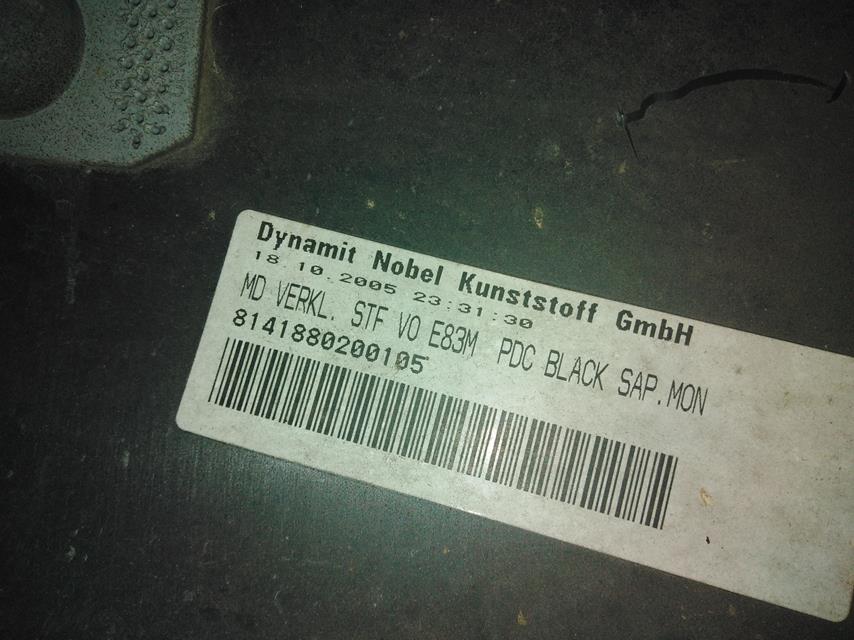 Dynamit Nobel Kunststoff GmbH
18.10.2005 23:31:30
MD VERKL. STF VO E83M PDC BLACK SAP.MON
8141880200105